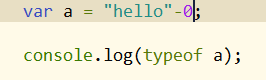 var a = "hello"-0;
console.log(typeof a);